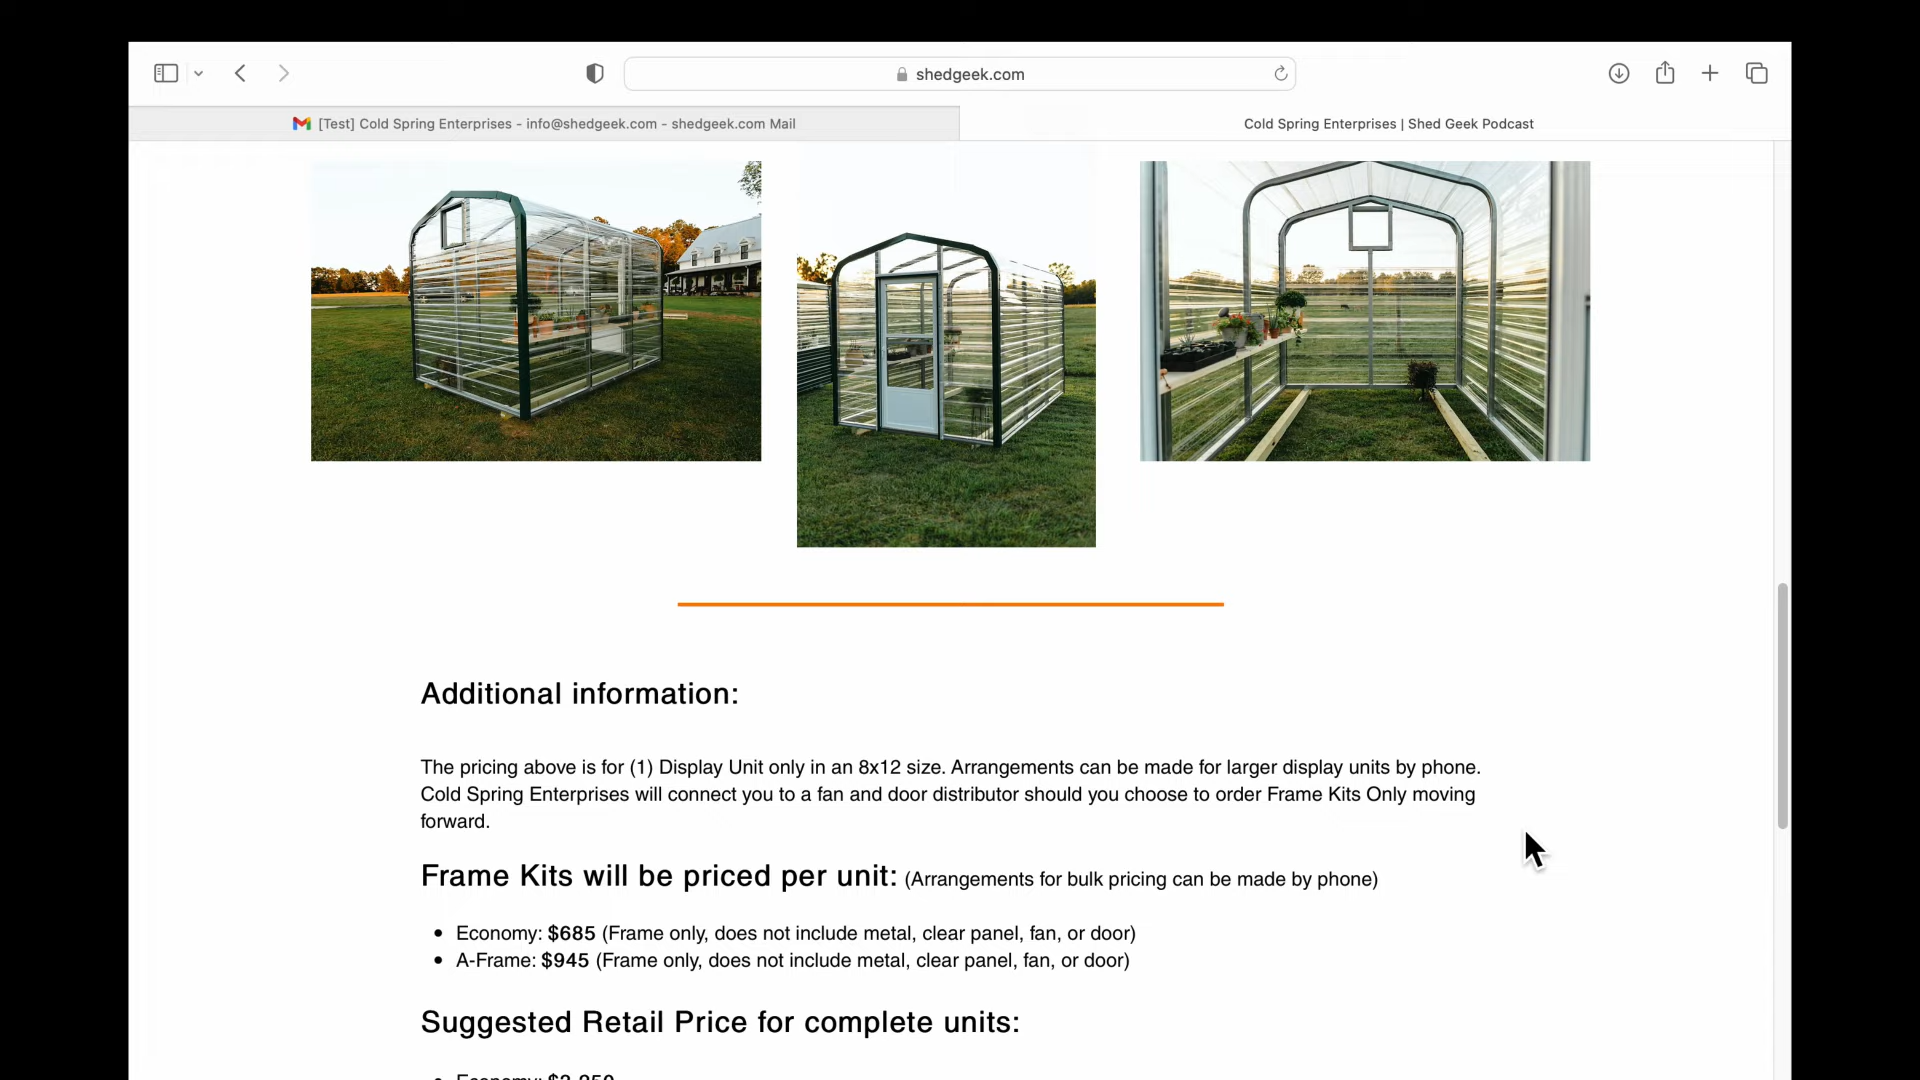 shedgeek.com
[Test] Cold Spring Enterprises - info@shedgeek.com - shedgeek.com Mail
Cold Spring Enterprises | Shed Geek Podcast
Additional information:
The pricing above is for (1) Display Unit only in an 8x12 size. Arrangements can be made for larger display units by phone.
Cold Spring Enterprises will connect you to a fan and door distributor should you choose to order Frame Kits Only moving
forward.
Frame Kits will be priced per unit: (Arrangements for bulk pricing can be made by phone)
• Economy: $685 (Frame only, does not include metal, clear panel, fan, or door)
• A-Frame: $945 (Frame only, does not include metal, clear panel, fan, or door)
Suggested Retail Price for complete units:
• Economy: